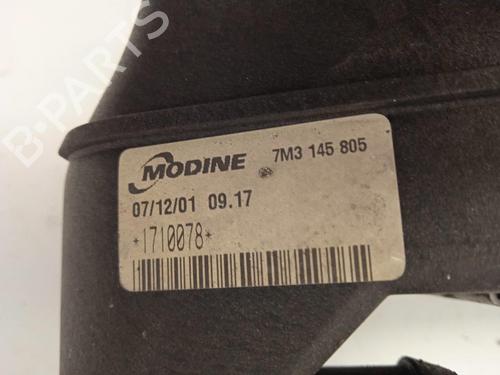 B-PARTS
MODINE 7M3 145 805
07/12/01 09.17
*1710078*